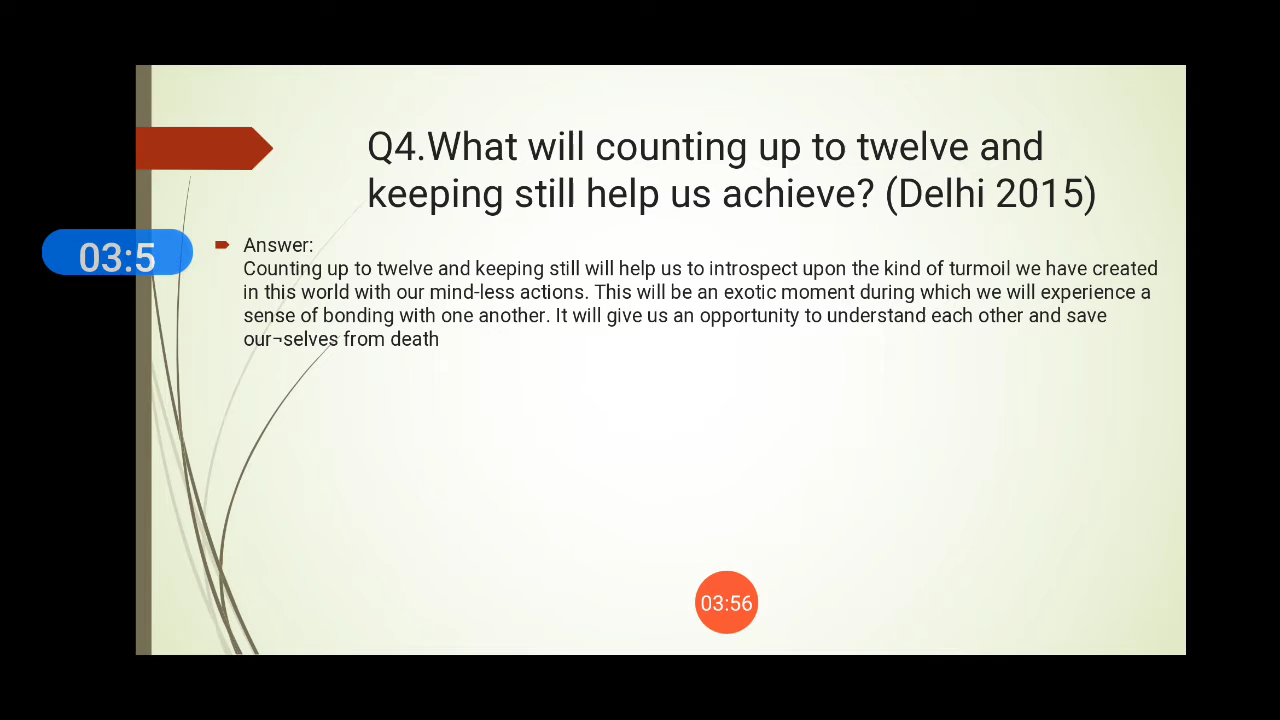 Q4.What will counting up to twelve and
keeping still help us achieve? (Delhi 2015)
03:5
Answer:
Counting up to twelve and keeping still will help us to introspect upon the kind of turmoil we have created
in this world with our mind-less actions. This will be an exotic moment during which we will experience a
sense of bonding with one another. It will give us an opportunity to understand each other and save
our¬selves from death
03:56